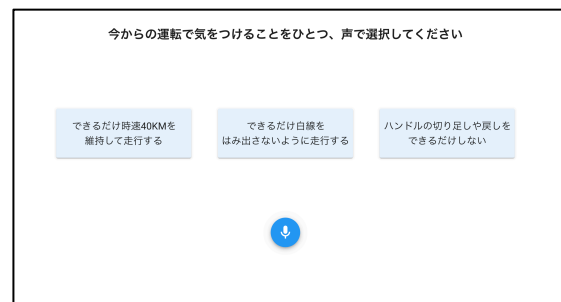 今からの運転で気をつけることをひとつ、声で選択してください
できるだけ時速40KMを
維持して走行する
できるだけ白線を
はみ出さないように走行する
ハンドルの切り足しや戻しを
できるだけしない